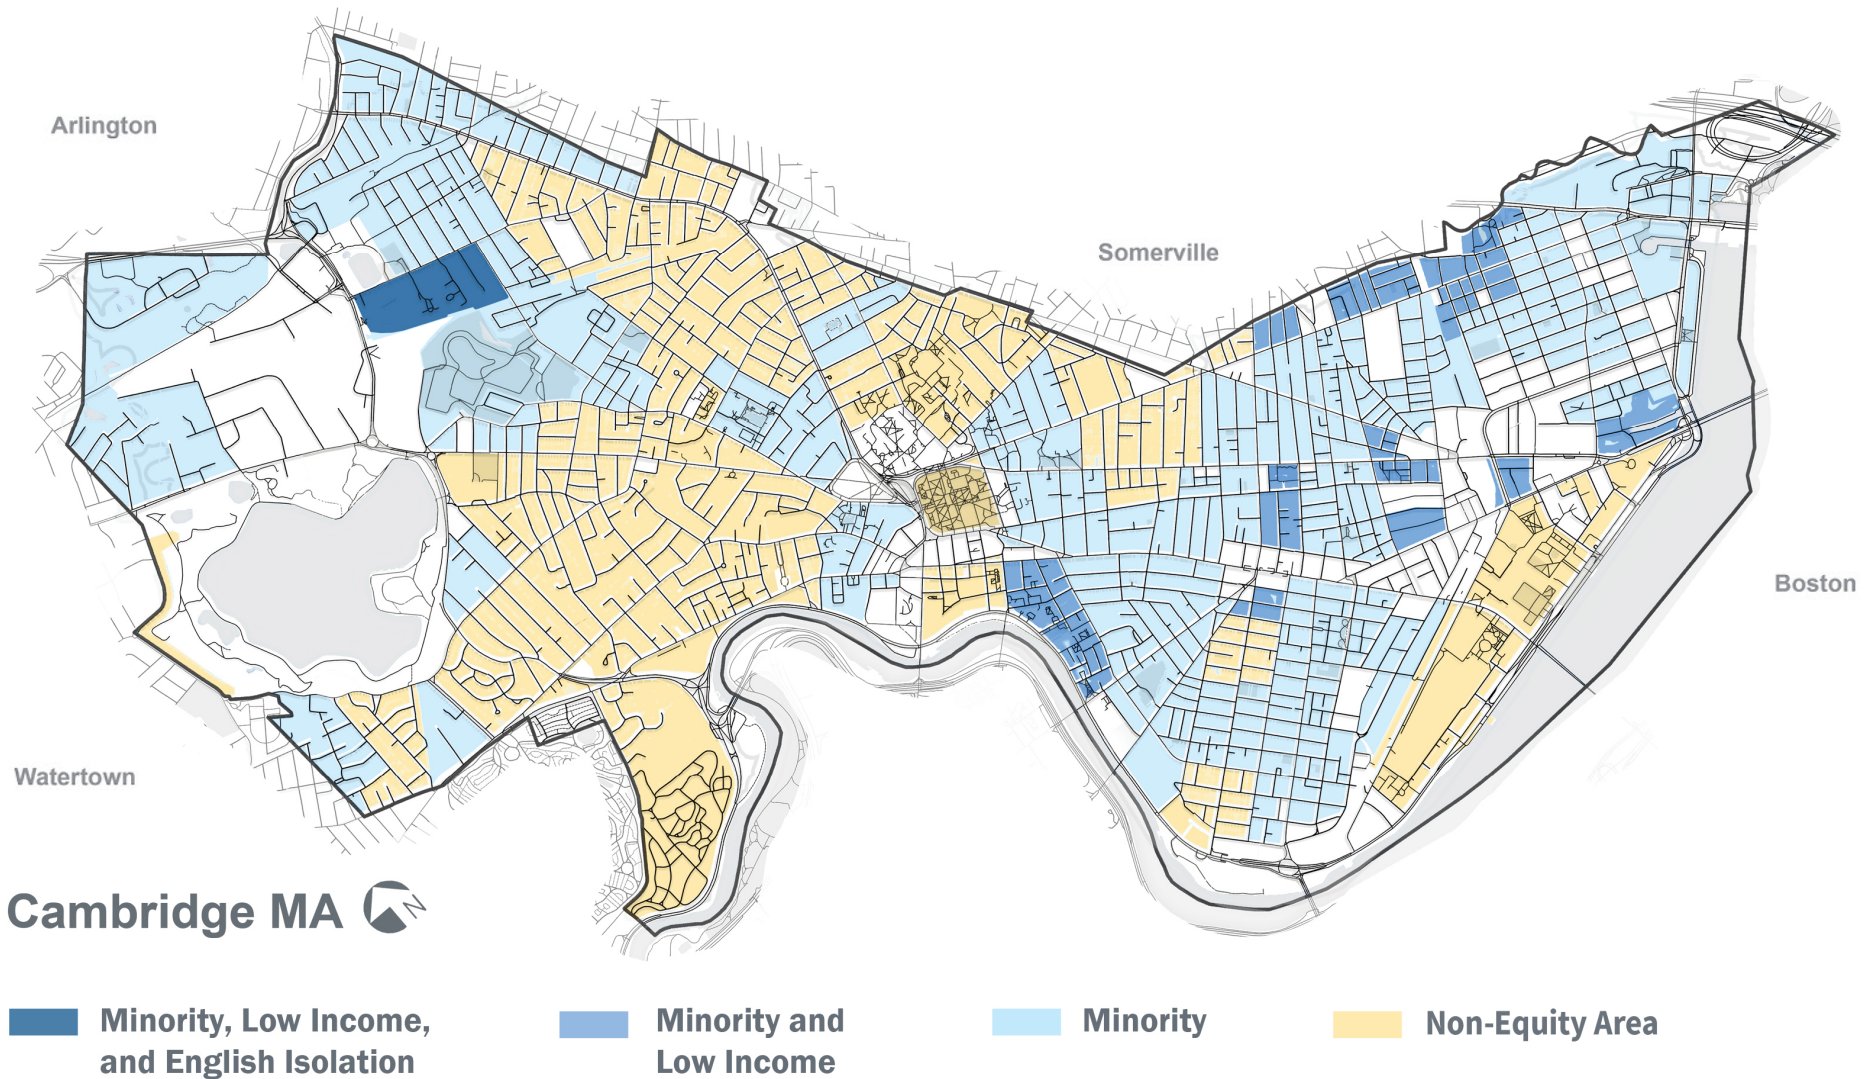 Arlington
Somerville
Boston
Watertown
Cambridge MA
N
Minority, Low Income,
and English Isolation
Minority and
Low Income
Minority
Non-Equity Area